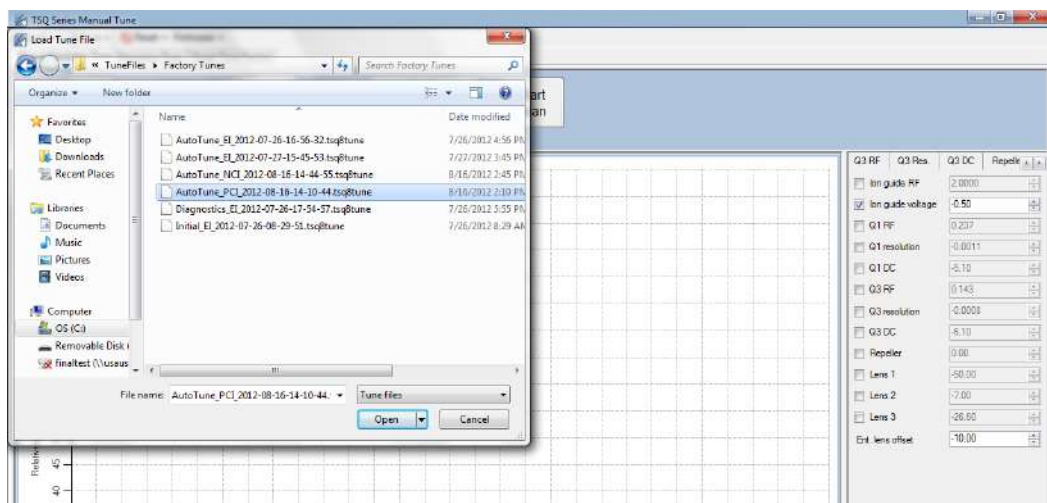 TSQ Series Manual Tune
Load Tune File
« TuneFiles ▸ Factory Tunes
Search Factory Tunes
Organize
New folder
art
an
Favorites
Desktop
Downloads
Recent Places
Libraries
Documents
Music
Pictures
Videos
Computer
OS (C:)
Removable Disk
finaltest (\\usaus
Name
Date modified
AutoTune_EI_2012-07-26-16-56-32.tsq8tune
7/26/2012 4:56 PM
AutoTune_EI_2012-07-27-15-45-53.tsq8tune
7/27/2012 3:45 PM
AutoTune_NCI_2012-08-16-14-44-55.tsq8tune
8/16/2012 2:45 PM
AutoTune_PCI_2012-08-16-14-10-44.tsq8tune
8/16/2012 2:10 PM
Diagnostics_EI_2012-07-26-17-54-57.tsq8tune
7/26/2012 5:55 PM
Initial_EI_2012-07-26-08-29-51.tsq8tune
7/26/2012 8:29 AM
File name: AutoTune_PCI_2012-08-16-14-10-44.
Tune files
Open
Cancel
Q3 RF Q3 Res. Q3 DC Repelle
Ion guide RF 2.0000
Ion guide voltage -0.50
Q1 RF 0.237
Q1 resolution -0.0011
Q1 DC -5.10
Q3 RF 0.143
Q3 resolution -0.0008
Q3 DC -6.10
Repeller 0.00
Lens 1 -50.00
Lens 2 -7.00
Lens 3 -26.60
Ent. lens offset -10.00
Relative
45
40